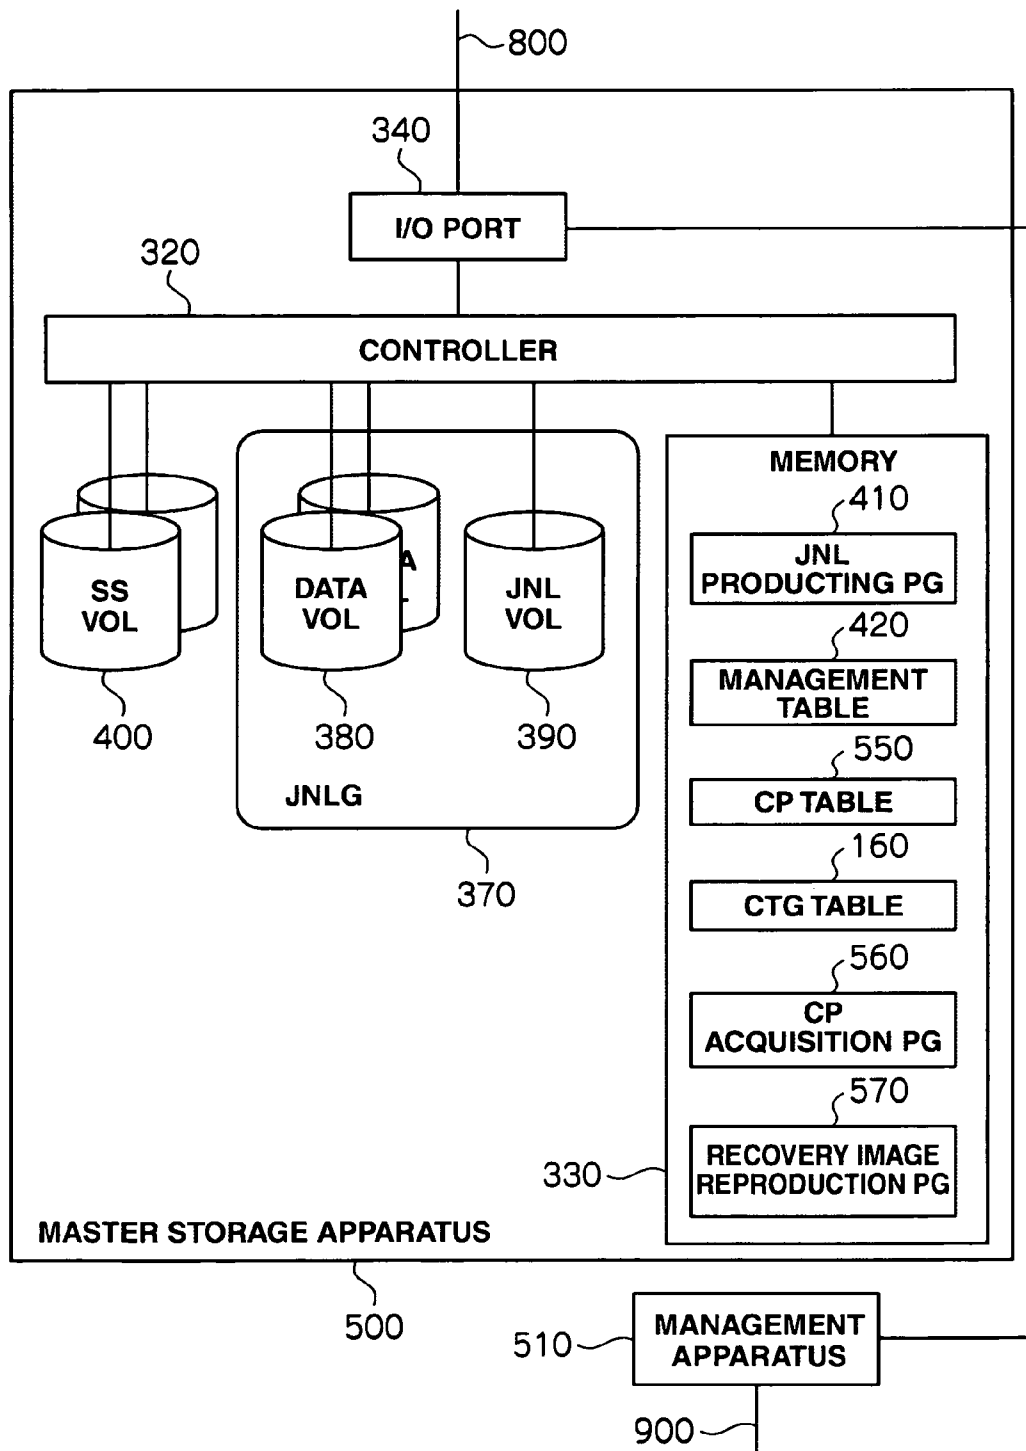 800
340
I/O PORT
320
CONTROLLER
MEMORY
410
JNL
PRODUCTING PG
420
MANAGEMENT
TABLE
550
CP TABLE
160
CTG TABLE
560
CP
ACQUISITION PG
570
RECOVERY IMAGE
REPRODUCTION PG
330
SS
VOL
400
DATA
VOL
A
380
JNL
VOL
390
JNLG
370
MASTER STORAGE APPARATUS
500
510
MANAGEMENT
APPARATUS
900